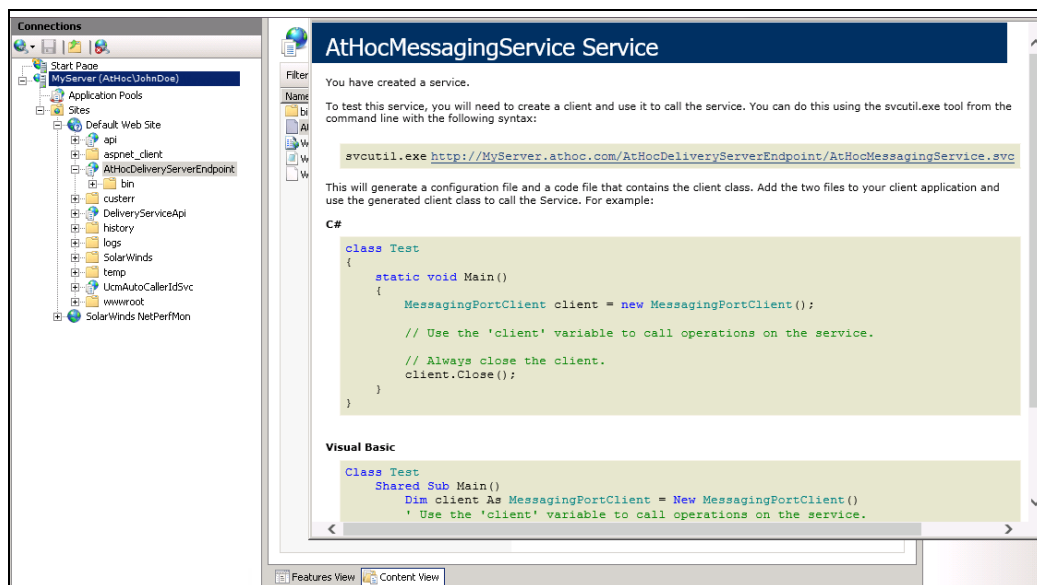 Connections
Start Page
MyServer (AtHoc\JohnDoe)
Application Pools
Sites
Default Web Site
api
aspnet_client
AtHocDeliveryServerEndpoint
bin
custerr
DeliveryServiceApi
history
logs
SolarWinds
temp
UcmAutoCallerIdSvc
wwwroot
SolarWinds NetPerfMon
Filter
Name
AtHocMessagingService Service
You have created a service.
To test this service, you will need to create a client and use it to call the service. You can do this using the svcutil.exe tool from the
command line with the following syntax:
svcutil.exe http://MyServer.athoc.com/AtHocDeliveryServerEndpoint/AtHocMessagingService.svc
This will generate a configuration file and a code file that contains the client class. Add the two files to your client application and
use the generated client class to call the Service. For example:
C#
class Test
{
static void Main()
{
MessagingPortClient client = new MessagingPortClient();
// Use the 'client' variable to call operations on the service.
// Always close the client.
client.Close();
}
}
Visual Basic
Class Test
Shared Sub Main()
Dim client As MessagingPortClient = New MessagingPortClient()
' Use the 'client' variable to call operations on the service.
Features View
Content View